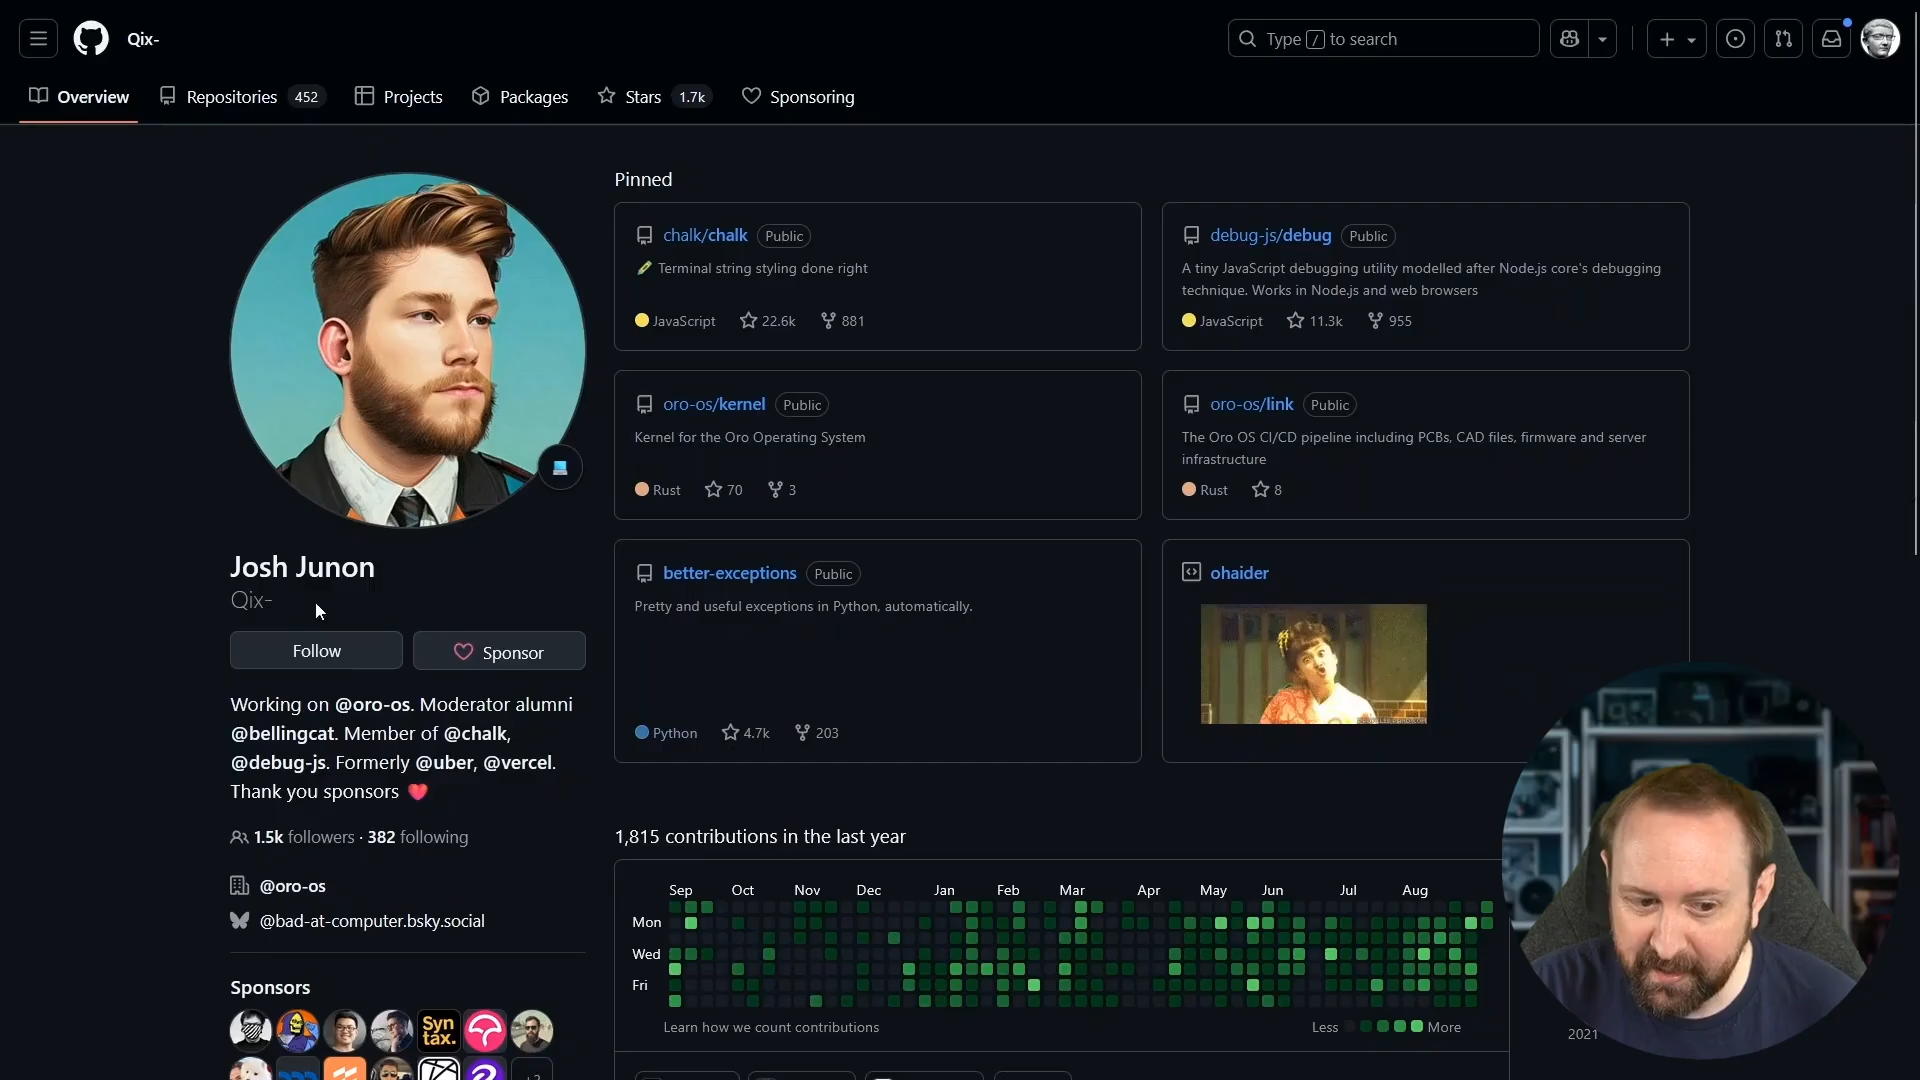 Qix-
Type / to search
Overview
Repositories 452
Projects
Packages
Stars 1.7k
Sponsoring
Pinned
chalk/chalk Public
Terminal string styling done right
JavaScript 22.6k 881
debug-js/debug Public
A tiny JavaScript debugging utility modelled after Node.js core's debugging
technique. Works in Node.js and web browsers
JavaScript 11.3k 955
oro-os/kernel Public
Kernel for the Oro Operating System
Rust 70 3
oro-os/link Public
The Oro OS CI/CD pipeline including PCBs, CAD files, firmware and server
infrastructure
Rust 8
better-exceptions Public
Pretty and useful exceptions in Python, automatically.
Python 4.7k 203
ohaider
Josh Junon
Qix-
Follow
Sponsor
Working on @oro-os. Moderator alumni
@bellingcat. Member of @chalk,
@debug-js. Formerly @uber, @vercel.
Thank you sponsors
1.5k followers · 382 following
@oro-os
@bad-at-computer.bsky.social
Sponsors
Syn
tax.
1,815 contributions in the last year
Sep Oct Nov Dec Jan Feb Mar Apr May Jun Jul Aug
Mon
Wed
Fri
Learn how we count contributions
Less More
2021